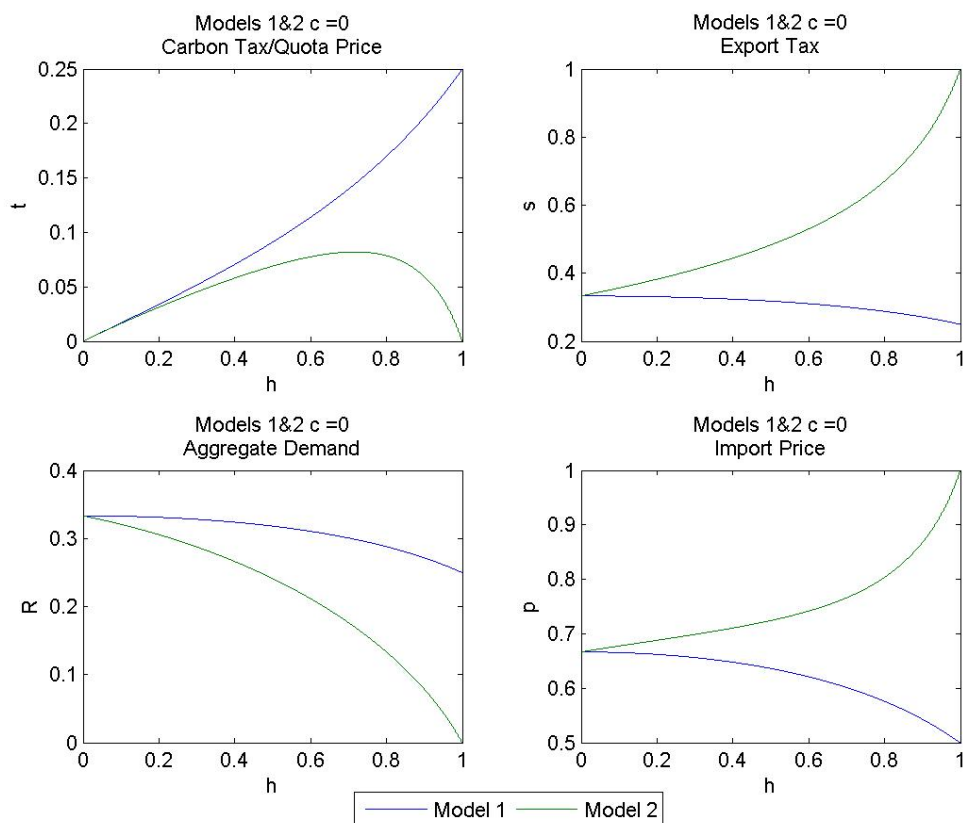 Models 1&2 c =0
Carbon Tax/Quota Price
0.25
0.2
0.15
0.1
0.05
0
t
0 0.2 0.4 0.6 0.8 1
h
Models 1&2 c =0
Export Tax
1
0.8
0.6
0.4
0.2
s
0 0.2 0.4 0.6 0.8 1
h
Models 1&2 c =0
Aggregate Demand
0.4
0.3
0.2
0.1
0
R
0 0.2 0.4 0.6 0.8 1
h
Models 1&2 c =0
Import Price
1
0.9
0.8
0.7
0.6
0.5
p
0 0.2 0.4 0.6 0.8 1
h
Model 1 Model 2